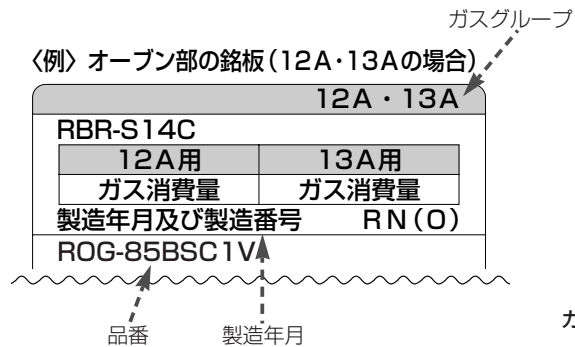 ガスグループ
〈例〉オーブン部の銘板(12A・13Aの場合)
12A・13A
RBR-S14C
12A用 13A用
ガス消費量 ガス消費量
製造年月及び製造番号 RN(O)
ROG-85BSC1V
品番 製造年月